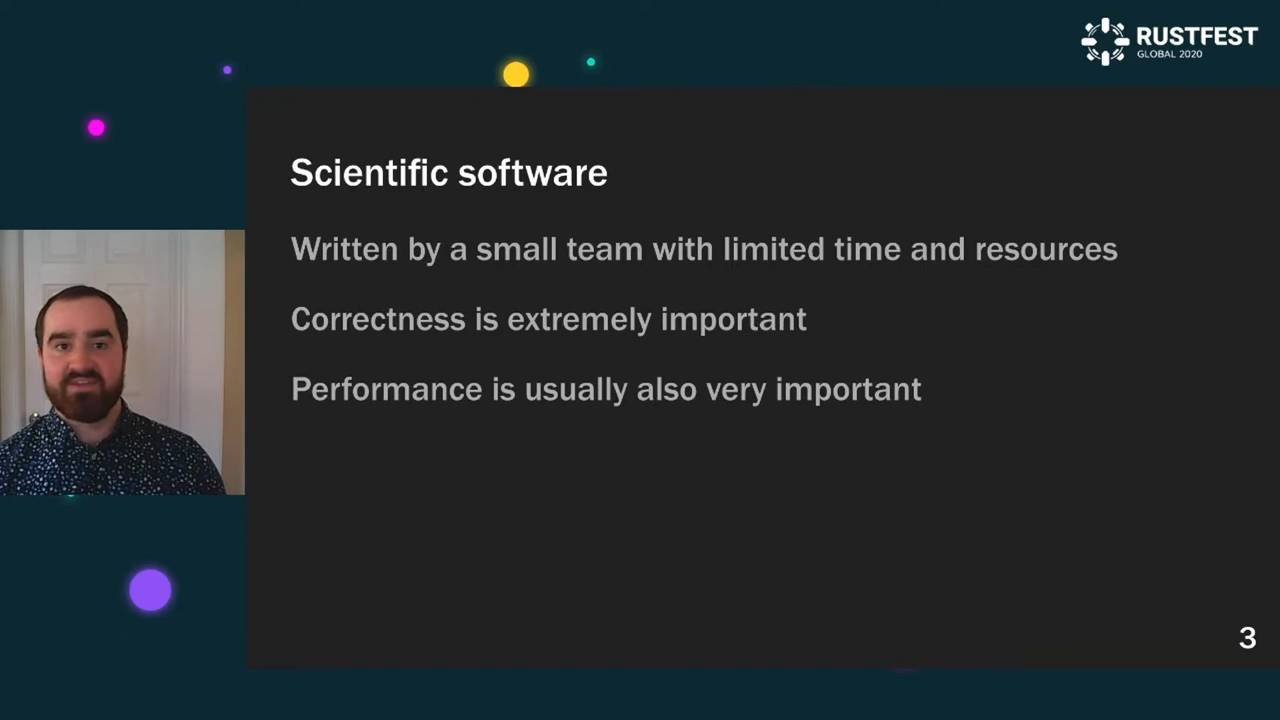 RUSTFEST
GLOBAL 2020
Scientific software
Written by a small team with limited time and resources
Correctness is extremely important
Performance is usually also very important
3